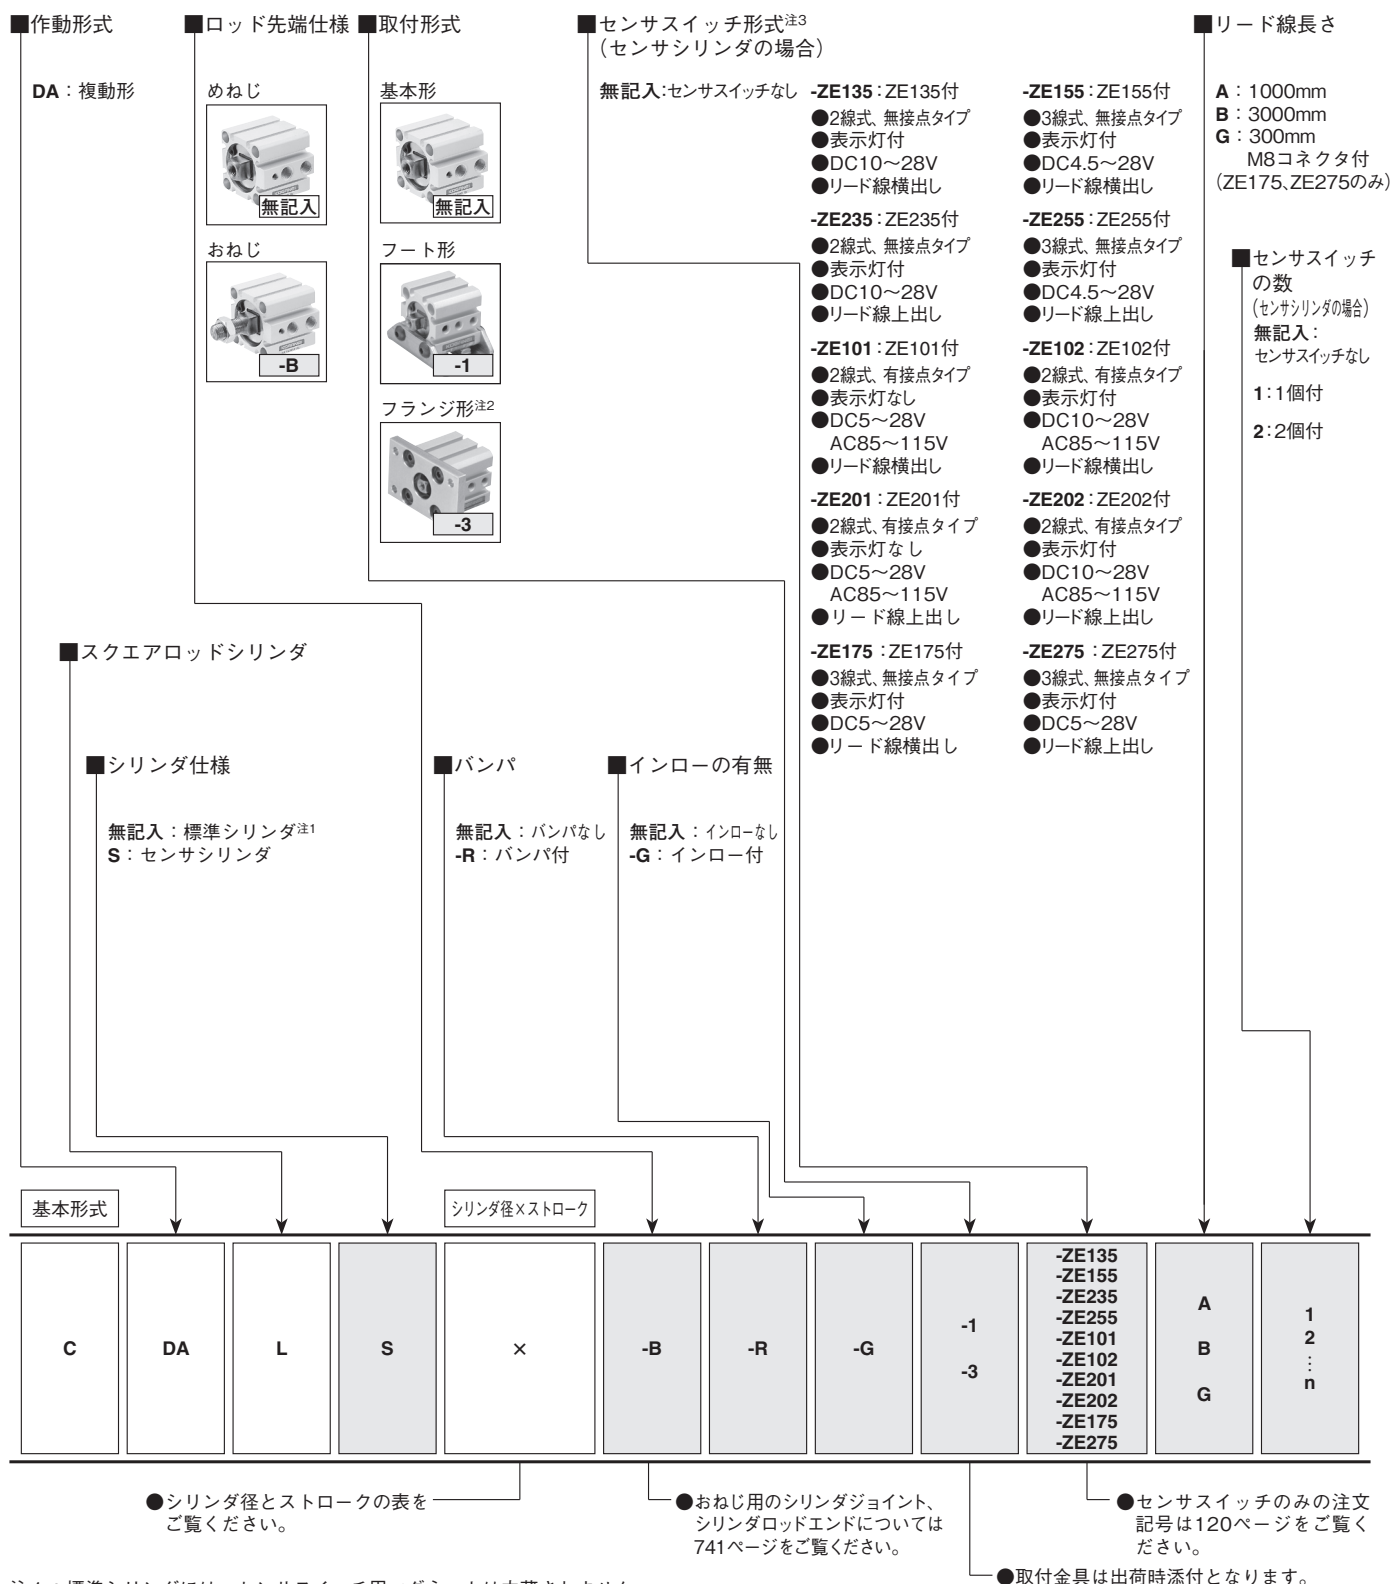 ■作動形式
DA：複動形
■ロッド先端仕様
めねじ
無記入
おねじ
-B
■取付形式
基本形
無記入
フート形
-1
フランジ形注2
-3
■センサスイッチ形式注3
（センサシリンダの場合）
無記入：センサスイッチなし
-ZE135：ZE135付
●2線式、無接点タイプ
●表示灯付
●DC10〜28V
●リード線横出し
-ZE235：ZE235付
●2線式、無接点タイプ
●表示灯付
●DC10〜28V
●リード線上出し
-ZE101：ZE101付
●2線式、有接点タイプ
●表示灯なし
●DC5〜28V
AC85〜115V
●リード線横出し
-ZE201：ZE201付
●2線式、有接点タイプ
●表示灯なし
●DC5〜28V
AC85〜115V
●リード線上出し
-ZE175：ZE175付
●3線式、無接点タイプ
●表示灯付
●DC5〜28V
●リード線横出し
-ZE155：ZE155付
●3線式、無接点タイプ
●表示灯付
●DC4.5〜28V
●リード線横出し
-ZE255：ZE255付
●3線式、無接点タイプ
●表示灯付
●DC4.5〜28V
●リード線上出し
-ZE102：ZE102付
●2線式、有接点タイプ
●表示灯付
●DC10〜28V
AC85〜115V
●リード線横出し
-ZE202：ZE202付
●2線式、有接点タイプ
●表示灯付
●DC10〜28V
AC85〜115V
●リード線上出し
-ZE275：ZE275付
●3線式、無接点タイプ
●表示灯付
●DC5〜28V
●リード線上出し
■リード線長さ
A：1000mm
B：3000mm
G：300mm
M8コネクタ付
（ZE175、ZE275のみ）
■センサスイッチ
の数
（センサシリンダの場合）
無記入：
センサスイッチなし
1：1個付
2：2個付
■スクエアロッドシリンダ
■シリンダ仕様
無記入：標準シリンダ注1
S：センサシリンダ
■バンパ
無記入：バンパなし
-R：バンパ付
■インローの有無
無記入：インローなし
-G：インロー付
基本形式
シリンダ径×ストローク
C
DA
L
S
×
-B
-R
-G
-1
-3
-ZE135
-ZE155
-ZE235
-ZE255
-ZE101
-ZE102
-ZE201
-ZE202
-ZE175
-ZE275
A
B
G
1
2
⋮
n
●シリンダ径とストロークの表を
ご覧ください。
●おねじ用のシリンダジョイント、
シリンダロッドエンドについては
741ページをご覧ください。
●センサスイッチのみの注文
記号は120ページをご覧く
ださい。
●取付金具は出荷時添付となります。